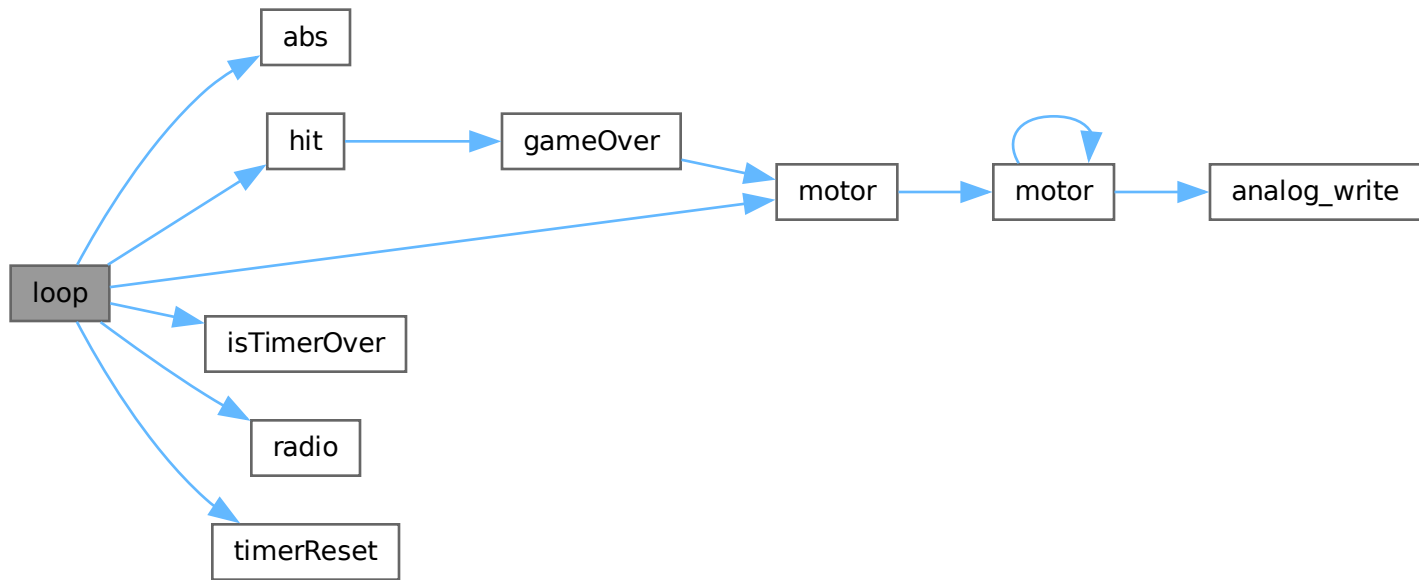 abs
hit
gameOver
motor
motor
analog_write
loop
isTimerOver
radio
timerReset